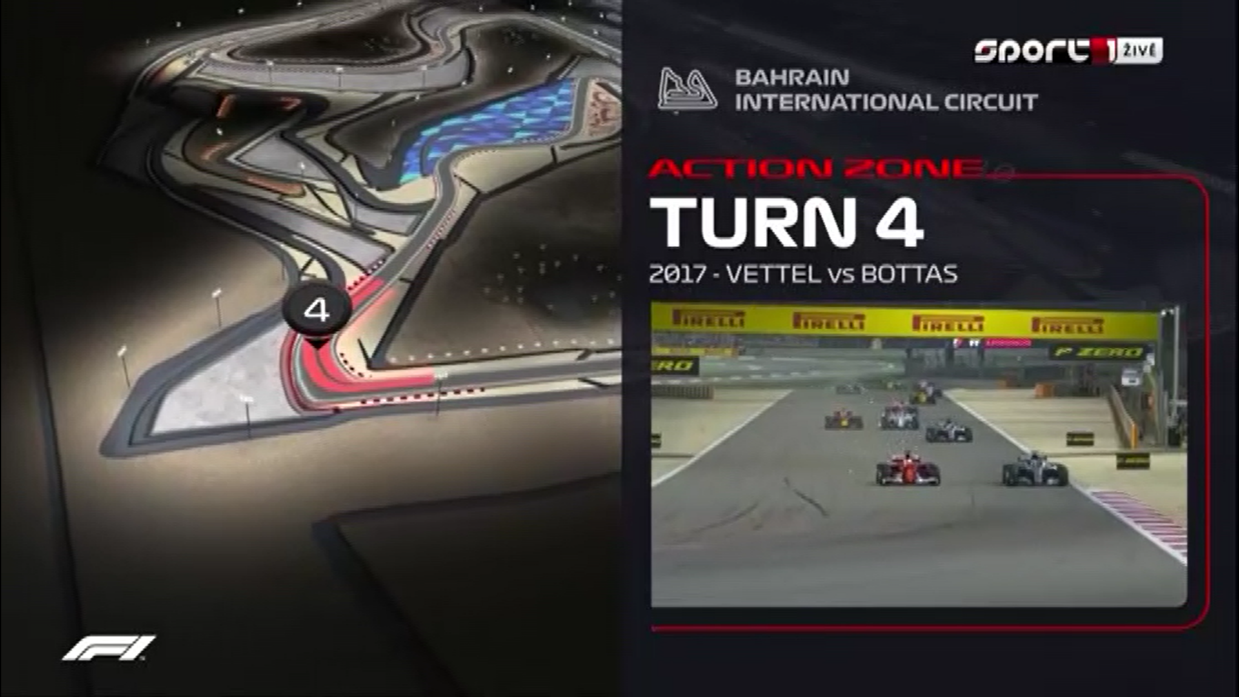 sport1 ŽIVĚ
BAHRAIN
INTERNATIONAL CIRCUIT
ACTION ZONE
TURN 4
2017 - VETTEL vs BOTTAS
4
PIRELLI PIRELLI PIRELLI PIRELLI
P ZERO
ERO
F1